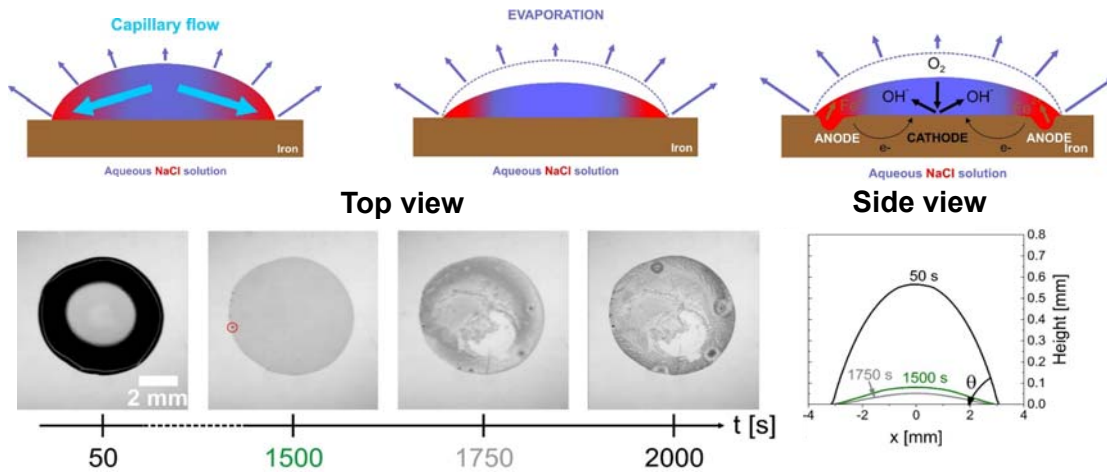 Capillary flow
Iron
Aqueous NaCl solution
EVAPORATION
Iron
Aqueous NaCl solution
O2
OH- OH-
ANODE CATHODE ANODE
e- e-
Iron
Aqueous NaCl solution
Top view
Side view
2 mm
t [s]
50 1500 1750 2000
50 s
1750 s
1500 s
θ
0.8
0.7
0.6
0.5
0.4
0.3
0.2
0.1
0.0
Height [mm]
-4 -2 0 2 4
x [mm]